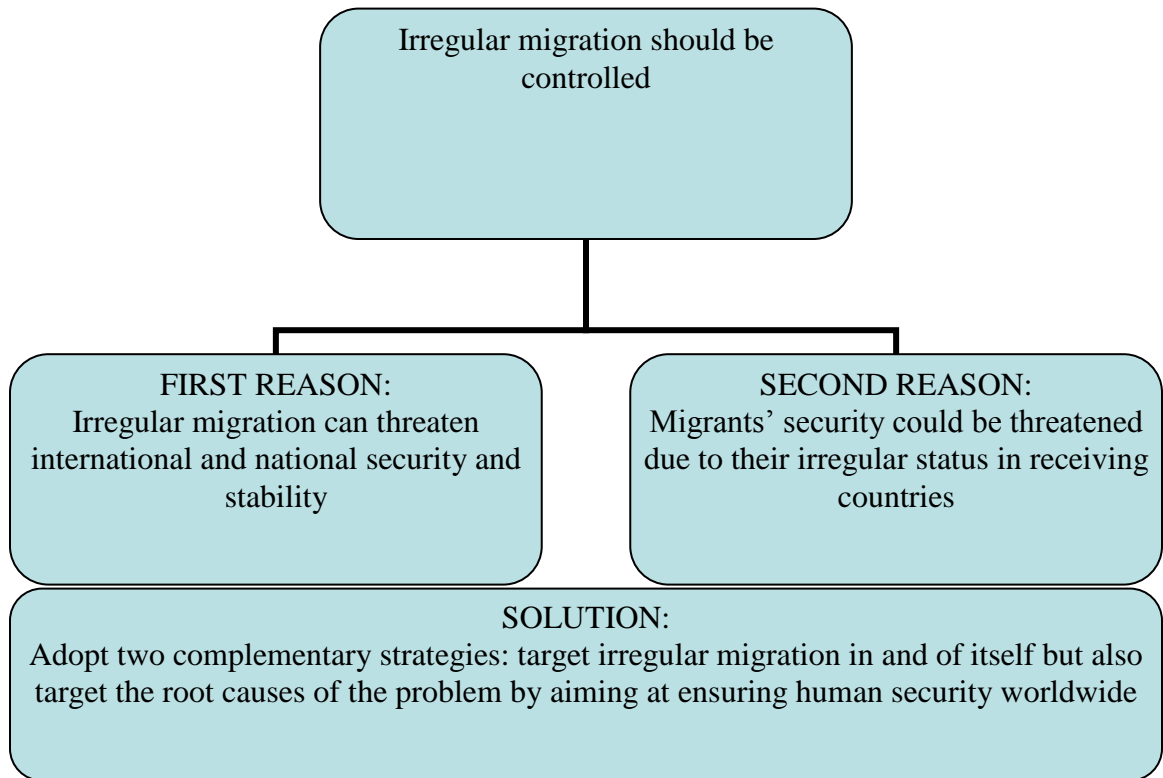 Irregular migration should be
controlled
FIRST REASON:
Irregular migration can threaten
international and national security and
stability
SECOND REASON:
Migrants’ security could be threatened
due to their irregular status in receiving
countries
SOLUTION:
Adopt two complementary strategies: target irregular migration in and of itself but also
target the root causes of the problem by aiming at ensuring human security worldwide